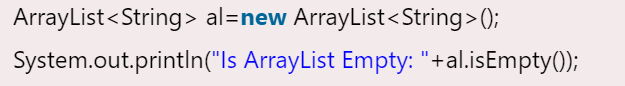 ArrayList<String> al=new ArrayList<String>();
System.out.println("Is ArrayList Empty: "+al.isEmpty());